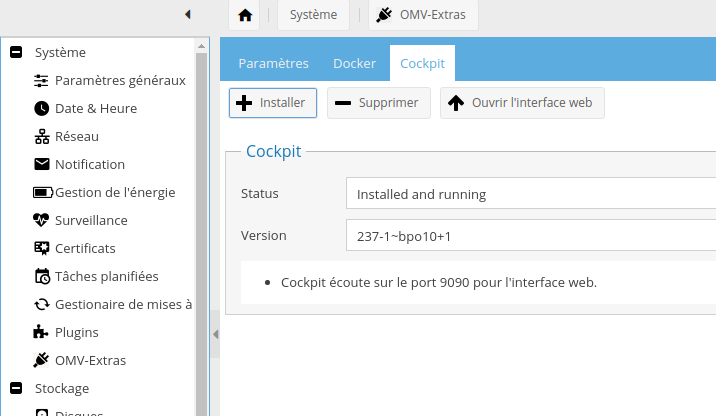 Système
OMV-Extras
Système
Paramètres généraux
Date & Heure
Réseau
Notification
Gestion de l'énergie
Surveillance
Certificats
Tâches planifiées
Gestionaire de mises à
Plugins
OMV-Extras
Stockage
Disques
Paramètres
Docker
Cockpit
Installer
Supprimer
Ouvrir l'interface web
Cockpit
Status
Installed and running
Version
237-1~bpo10+1
Cockpit écoute sur le port 9090 pour l'interface web.